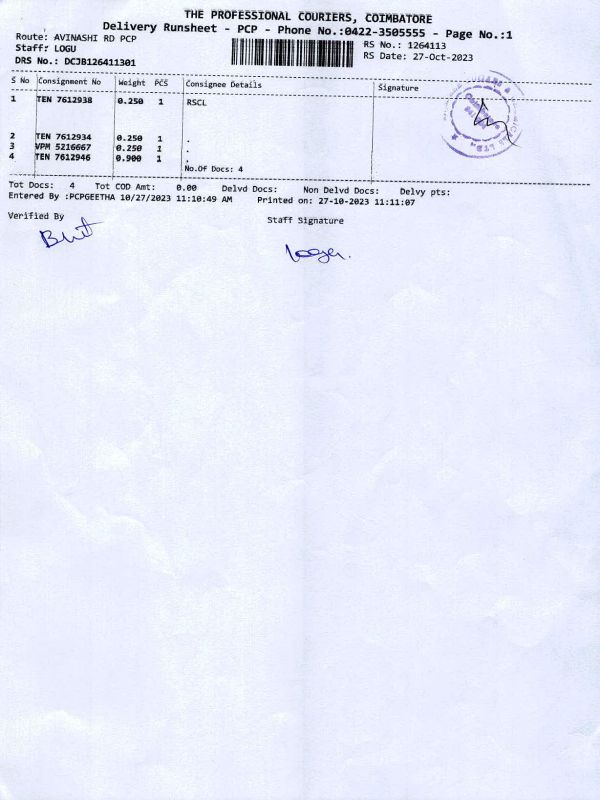 THE PROFESSIONAL COURIERS, COIMBATORE
Delivery Runsheet - PCP - Phone No.:0422-3505555 - Page No.:1
Route: AVINASHI RD PCP
Staff: LOGU
DRS No.: DCJB126411301
RS No.: 1264113
RS Date: 27-Oct-2023
S No Consignment No Weight PCS Consignee Details Signature
1 TEN 7612938 0.250 1 RSCL
2 TEN 7612934 0.250 1 .
3 VPM 5216667 0.250 1 .
4 TEN 7612946 0.900 1 .
No.Of Docs: 4
Tot Docs: 4 Tot COD Amt: 0.00 Delvd Docs: Non Delvd Docs: Delvy pts:
Entered By :PCPGEETHA 10/27/2023 11:10:49 AM Printed on: 27-10-2023 11:11:07
Verified By Staff Signature